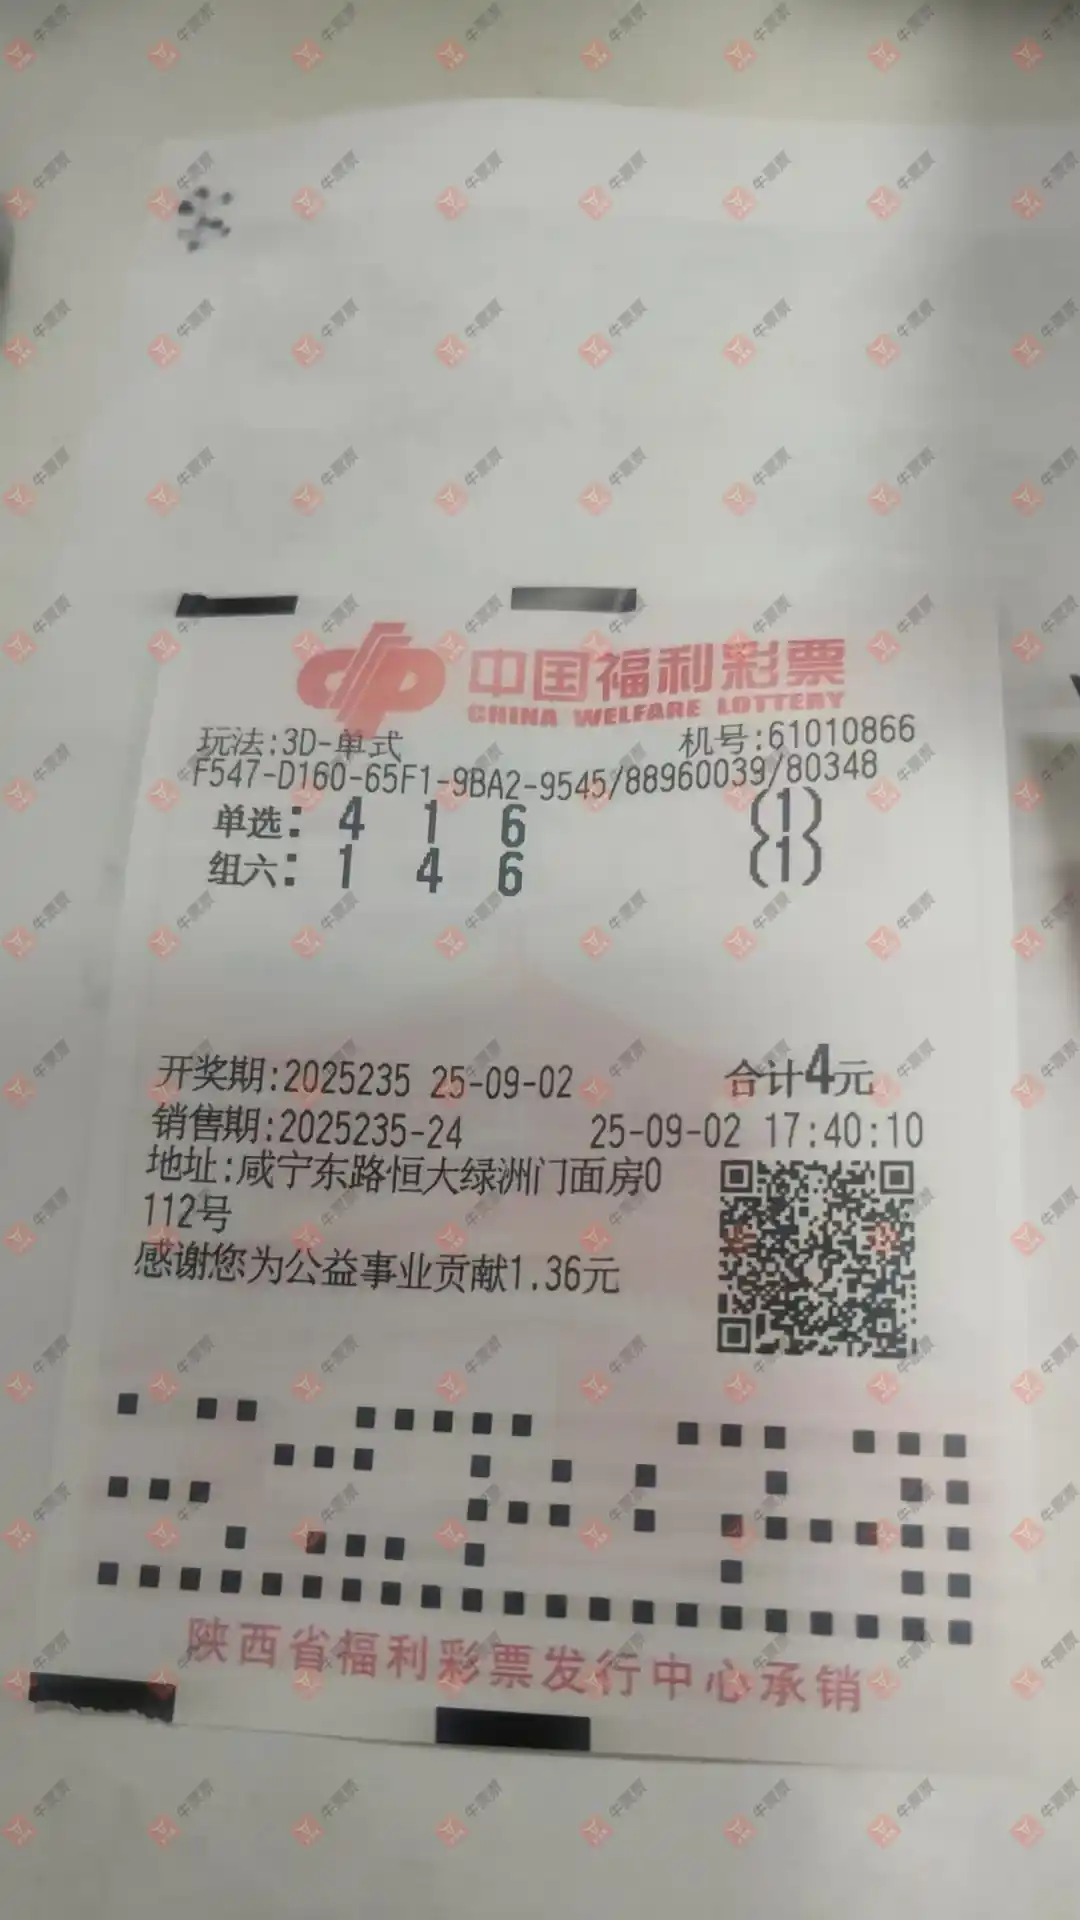 中国福利彩票
CHINA WELFARE LOTTERY
玩法:3D-单式 机号:61010866
F547-D160-65F1-9BA2-9545/88960039/80348
单选: 4 1 6 (1)
组六: 1 4 6 (1)
开奖期:2025235 25-09-02 合计4元
销售期:2025235-24 25-09-02 17:40:10
地址:咸宁东路恒大绿洲门面房0
112号
感谢您为公益事业贡献1.36元
陕西省福利彩票发行中心承销
牛票票